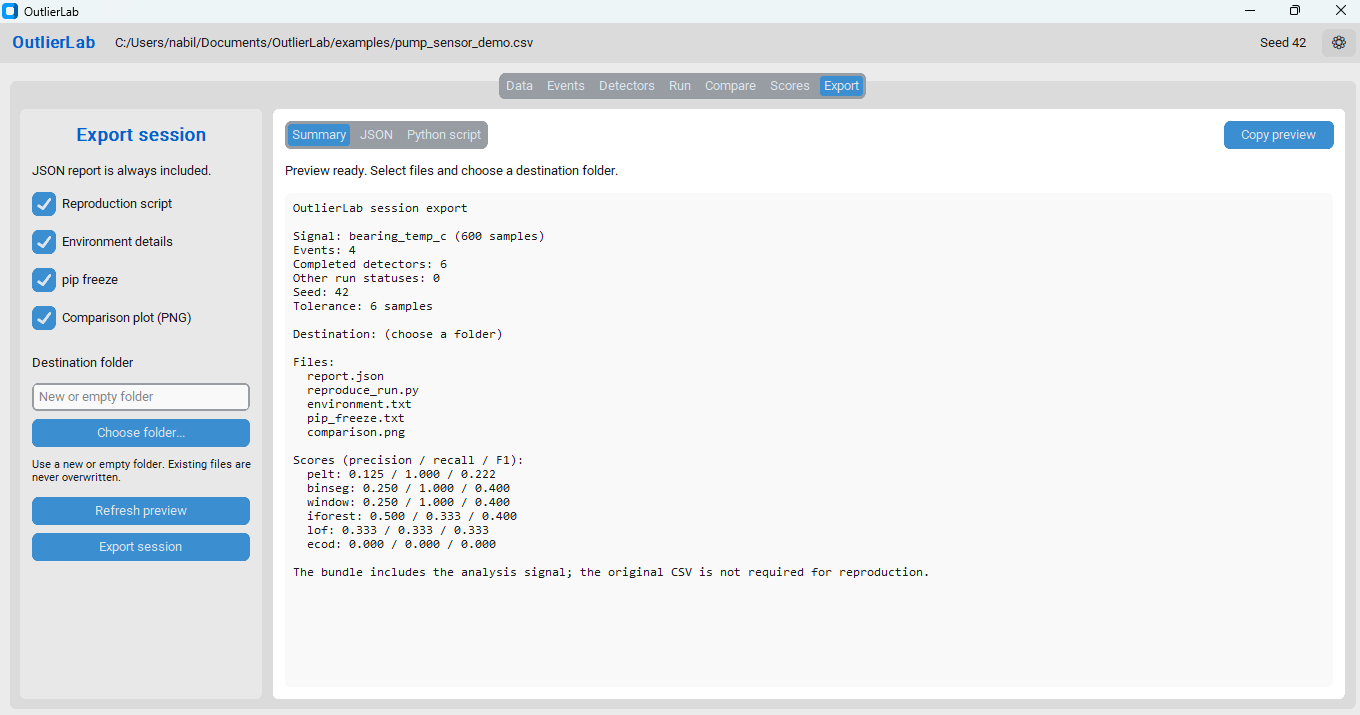 OutlierLab
OutlierLab C:/Users/nabil/Documents/OutlierLab/examples/pump_sensor_demo.csv Seed 42
Data Events Detectors Run Compare Scores Export
Export session
JSON report is always included.
Reproduction script
Environment details
pip freeze
Comparison plot (PNG)
Destination folder
New or empty folder
Choose folder...
Use a new or empty folder. Existing files are
never overwritten.
Refresh preview
Export session
Summary JSON Python script
Copy preview
Preview ready. Select files and choose a destination folder.
OutlierLab session export
Signal: bearing_temp_c (600 samples)
Events: 4
Completed detectors: 6
Other run statuses: 0
Seed: 42
Tolerance: 6 samples
Destination: (choose a folder)
Files:
report.json
reproduce_run.py
environment.txt
pip_freeze.txt
comparison.png
Scores (precision / recall / F1):
pelt: 0.125 / 1.000 / 0.222
binseg: 0.250 / 1.000 / 0.400
window: 0.250 / 1.000 / 0.400
iforest: 0.500 / 0.333 / 0.400
lof: 0.333 / 0.333 / 0.333
ecod: 0.000 / 0.000 / 0.000
The bundle includes the analysis signal; the original CSV is not required for reproduction.